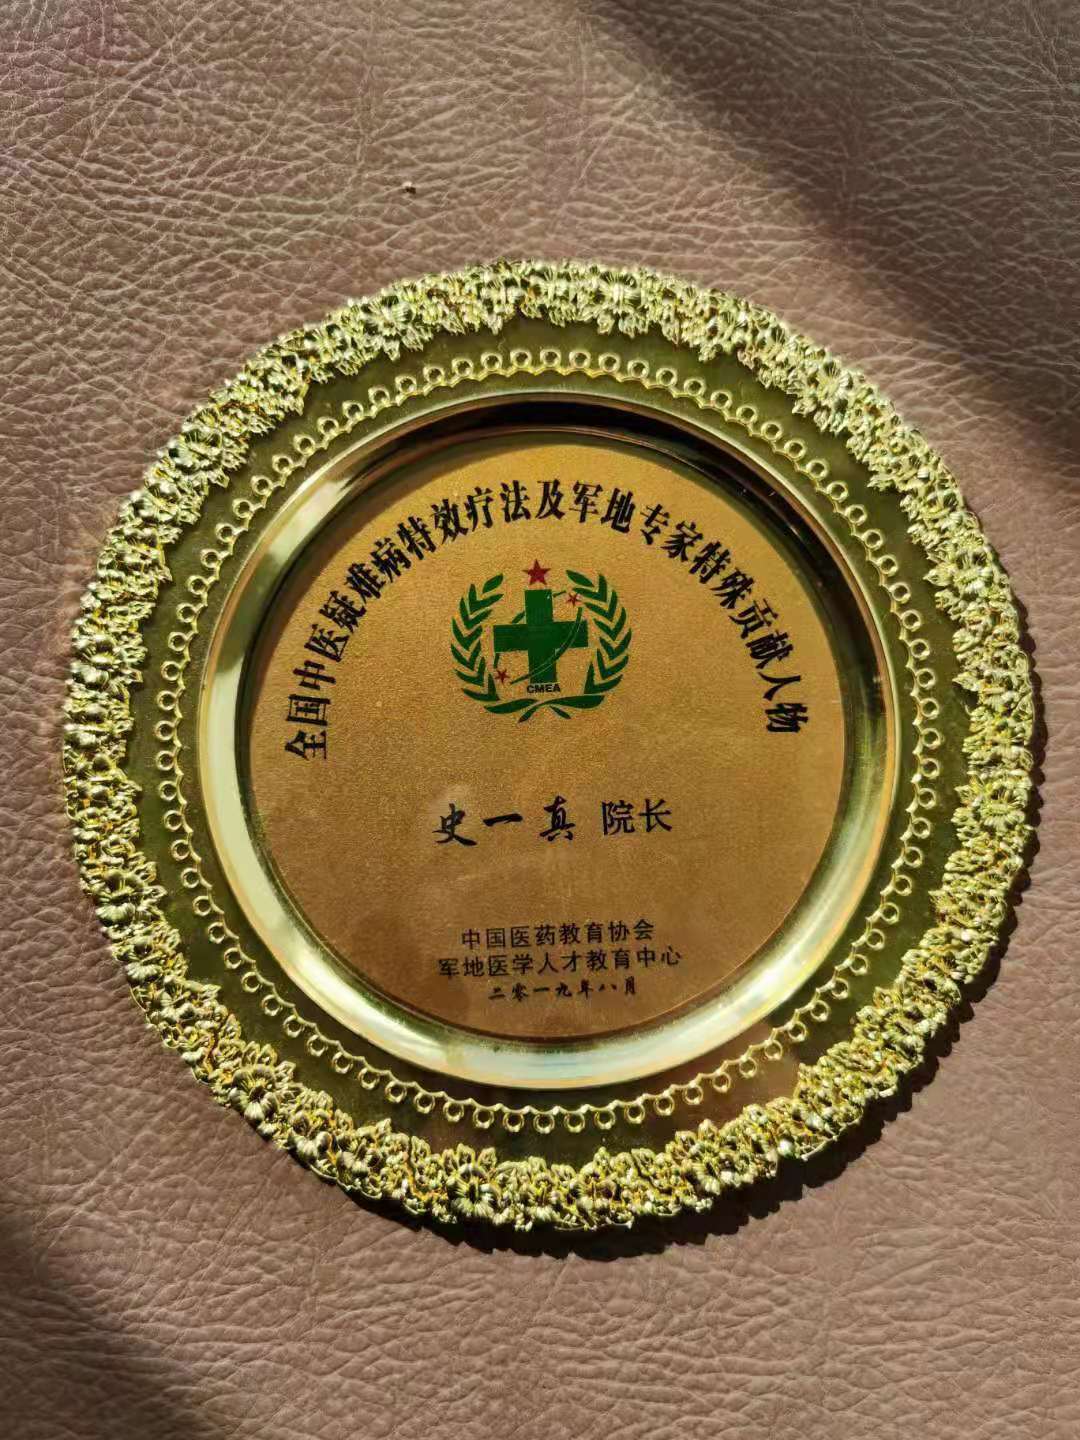 全国中医疑难病特效疗法及军地专家特殊贡献人物
CMEA
史一真 院长
中国医药教育协会
军地医学人才教育中心
二零一九年八月